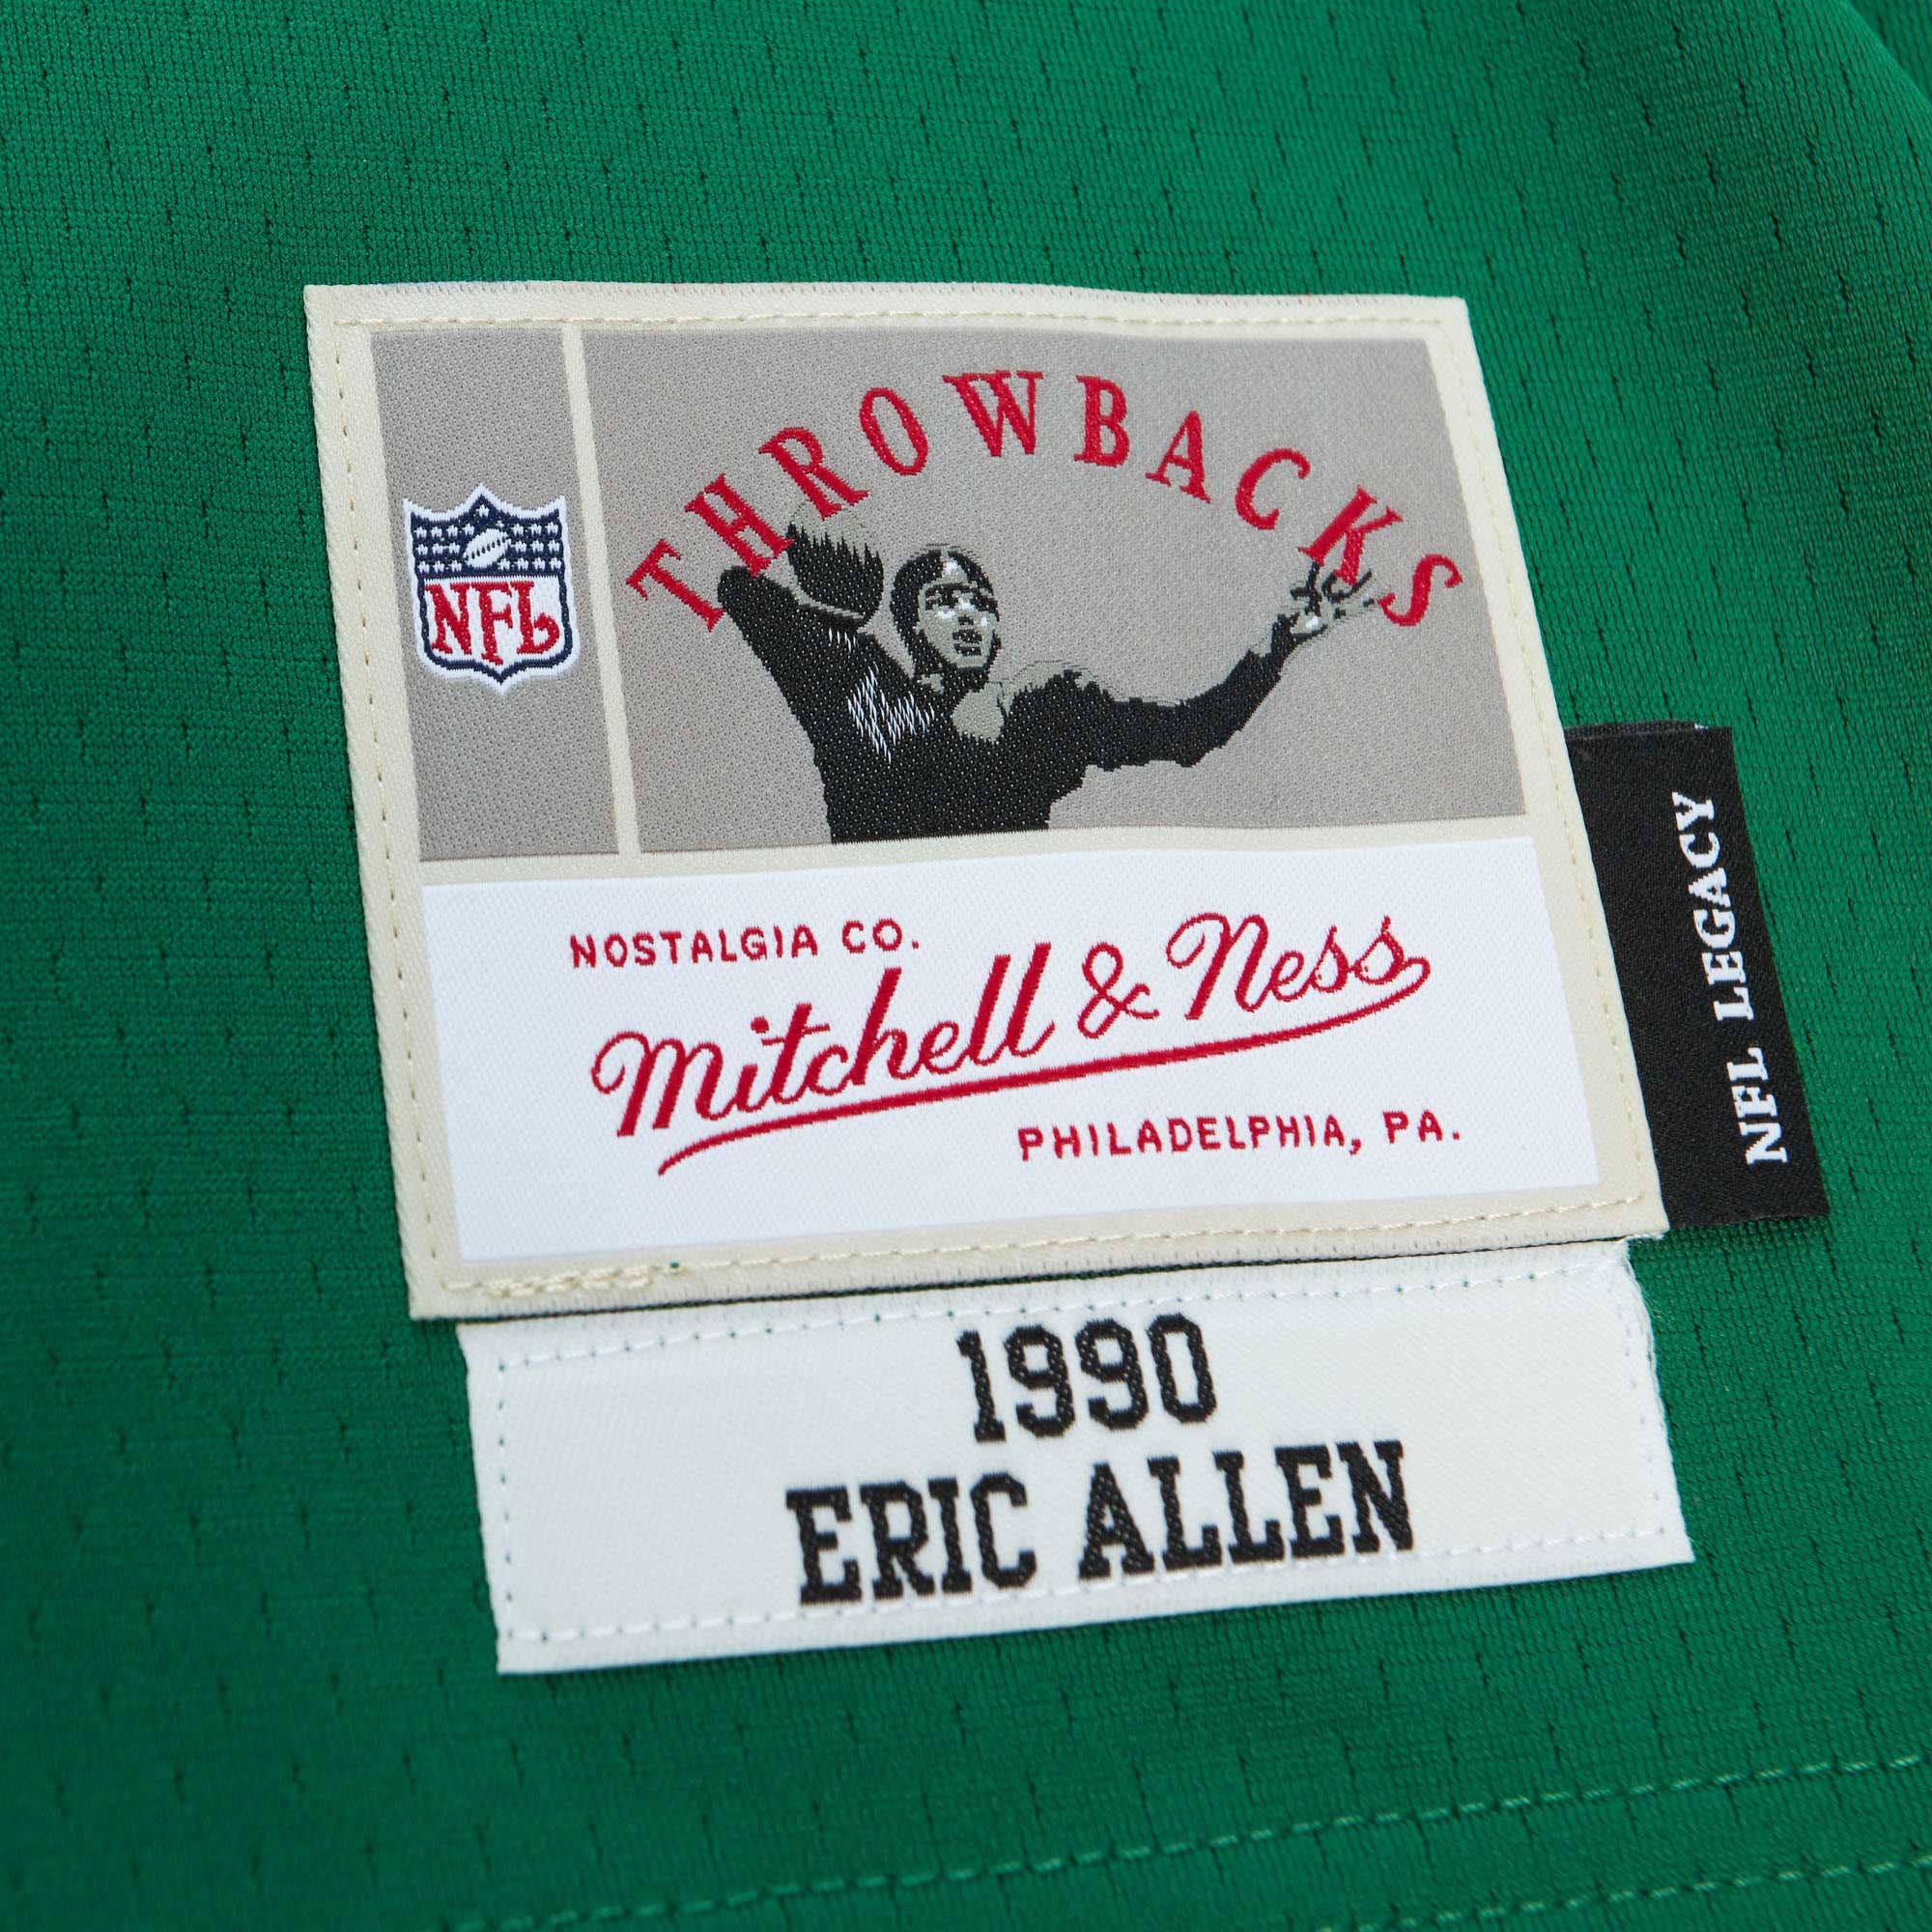 THROWBACKS
NFL
NOSTALGIA CO.
Mitchell & Ness
PHILADELPHIA, PA.
NFL LEGACY
1990
ERIC ALLEN